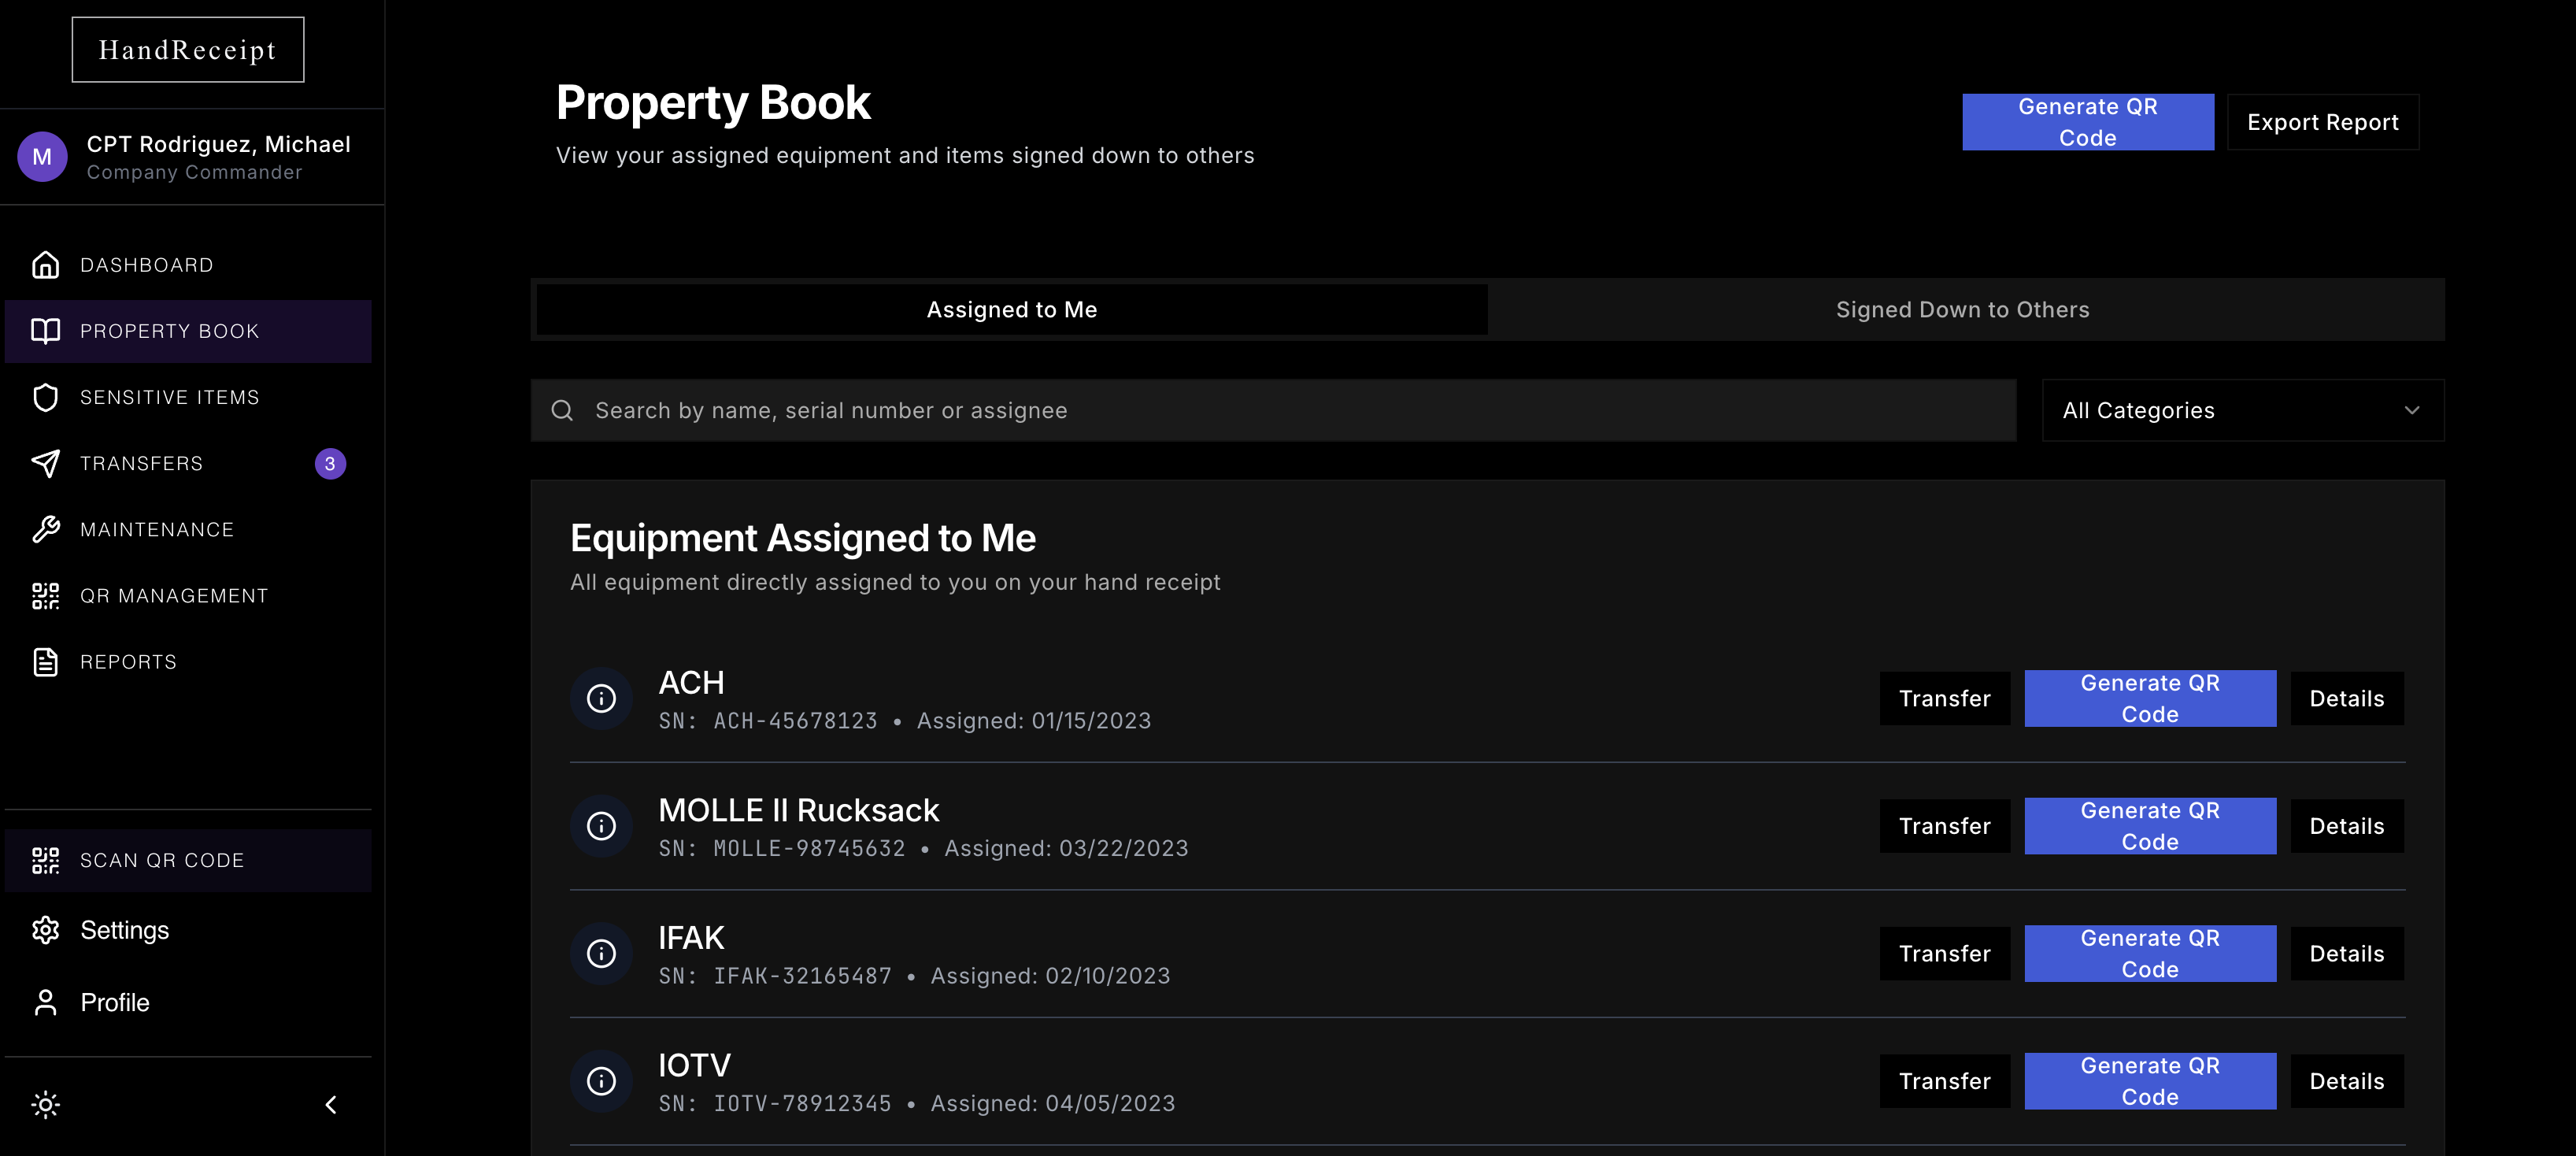 HandReceipt
M
CPT Rodriguez, Michael
Company Commander
DASHBOARD
PROPERTY BOOK
SENSITIVE ITEMS
TRANSFERS 3
MAINTENANCE
QR MANAGEMENT
REPORTS
SCAN QR CODE
Settings
Profile
Property Book
View your assigned equipment and items signed down to others
Generate QR
Code
Export Report
Assigned to Me
Signed Down to Others
Search by name, serial number or assignee
All Categories
Equipment Assigned to Me
All equipment directly assigned to you on your hand receipt
ACH
SN: ACH-45678123 • Assigned: 01/15/2023
Transfer
Generate QR
Code
Details
MOLLE II Rucksack
SN: MOLLE-98745632 • Assigned: 03/22/2023
Transfer
Generate QR
Code
Details
IFAK
SN: IFAK-32165487 • Assigned: 02/10/2023
Transfer
Generate QR
Code
Details
IOTV
SN: IOTV-78912345 • Assigned: 04/05/2023
Transfer
Generate QR
Code
Details